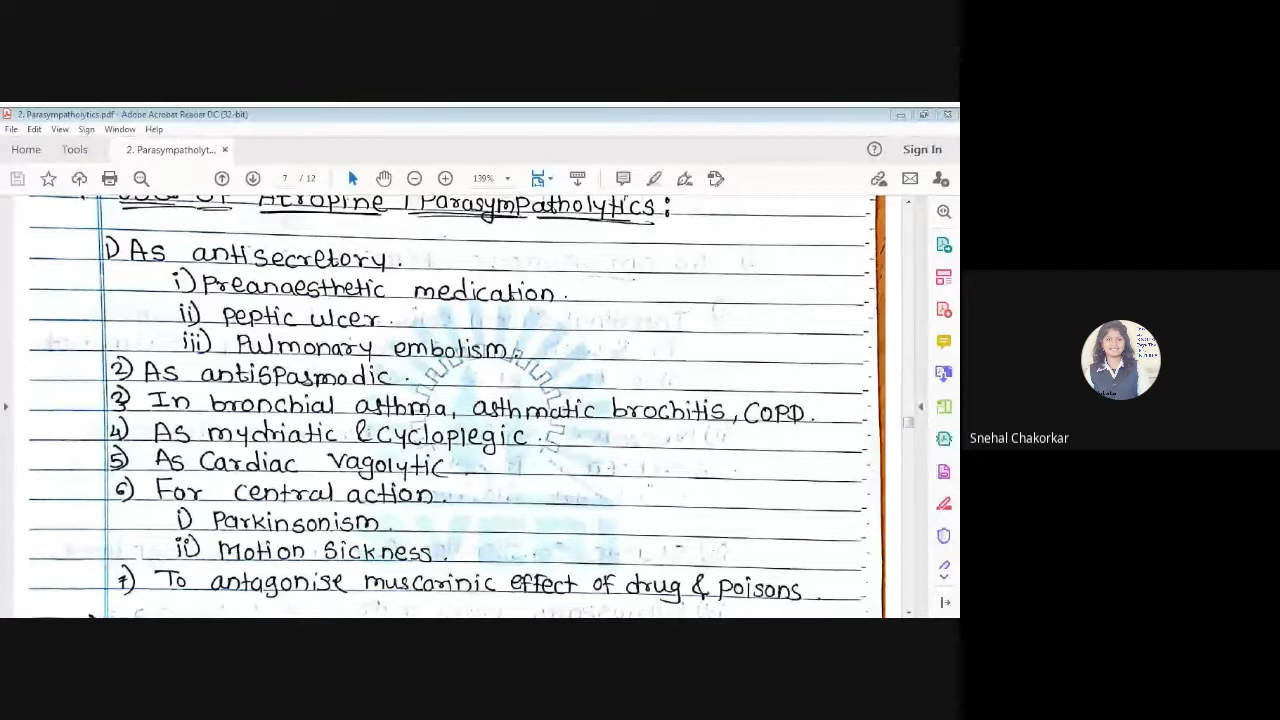 2. Parasympatholytics.pdf - Adobe Acrobat Reader DC (32-bit)
File Edit View Sign Window Help
Home Tools 2. Parasympatholyt... × Sign In
7 / 12 139%
Uses of Atropine / Parasympatholytics :
1) As antisecretory.
i) Preanaesthetic medication.
ii) Peptic ulcer.
iii) Pulmonary embolism.
2) As antispasmodic.
3) In bronchial asthma, asthmatic brochitis, COPD.
4) As mydriatic & cycloplegic.
5) As Cardiac vagolytic.
6) For central action.
i) Parkinsonism.
ii) Motion Sickness.
7) To antagonise muscarinic effect of drug & poisons.
Snehal Chakorkar